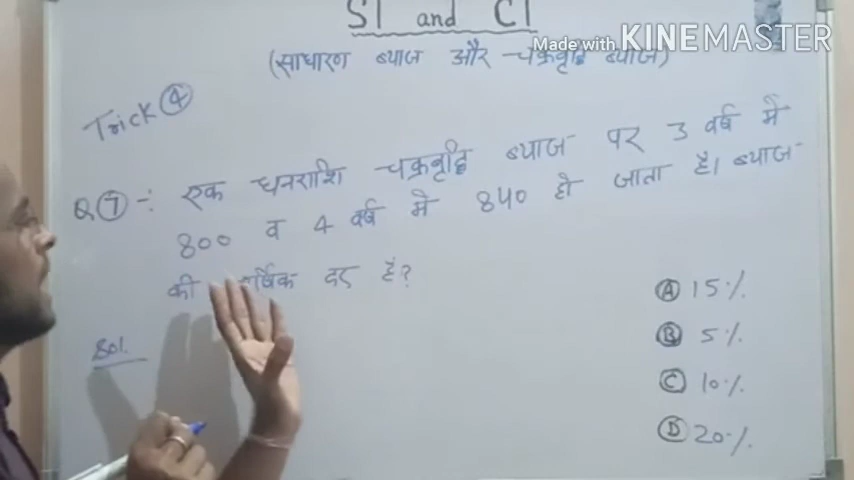 SI and CI
Made with KINEMASTER
(साधारण ब्याज और चक्रवृद्धि ब्याज)
Trick ④
Q ⑦ -: एक धनराशि चक्रवृद्धि ब्याज पर 3 वर्ष में
800 व 4 वर्ष में 840 हो जाता है। ब्याज
की दर है?
Sol.
Ⓐ 15%
Ⓑ 5%
Ⓒ 10%
Ⓓ 20%